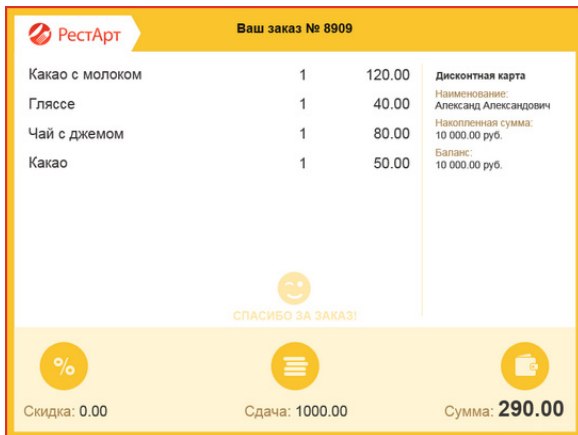 РестАрт
Ваш заказ № 8909
Какао с молоком 1 120.00
Гляссе 1 40.00
Чай с джемом 1 80.00
Какао 1 50.00
Дисконтная карта
Наименование:
Александ Александович
Накопленная сумма:
10 000.00 руб.
Баланс:
10 000.00 руб.
СПАСИБО ЗА ЗАКАЗ!
%
Скидка: 0.00
Сдача: 1000.00
Сумма: 290.00